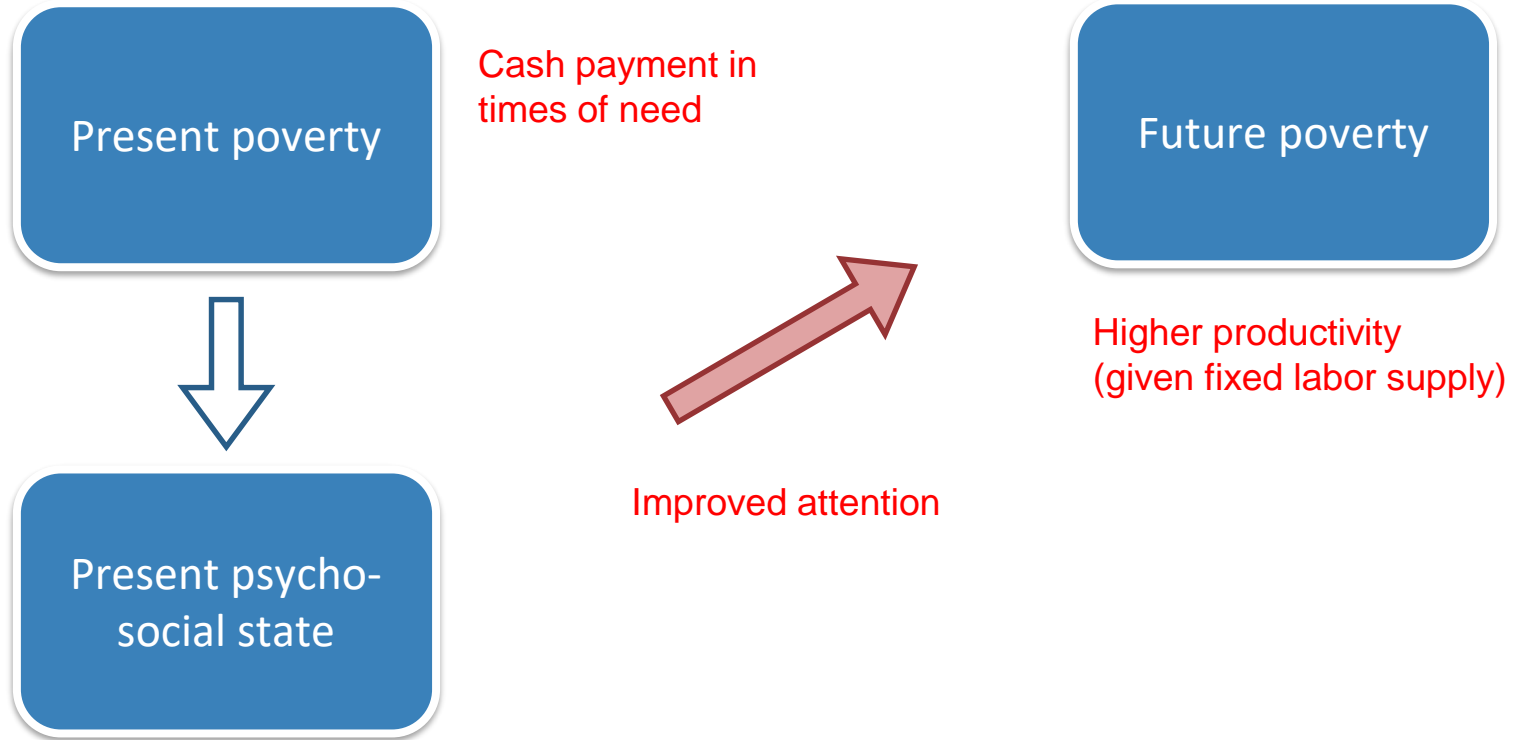 Present poverty
Cash payment in
times of need
Future poverty
Higher productivity
(given fixed labor supply)
Improved attention
Present psycho-
social state